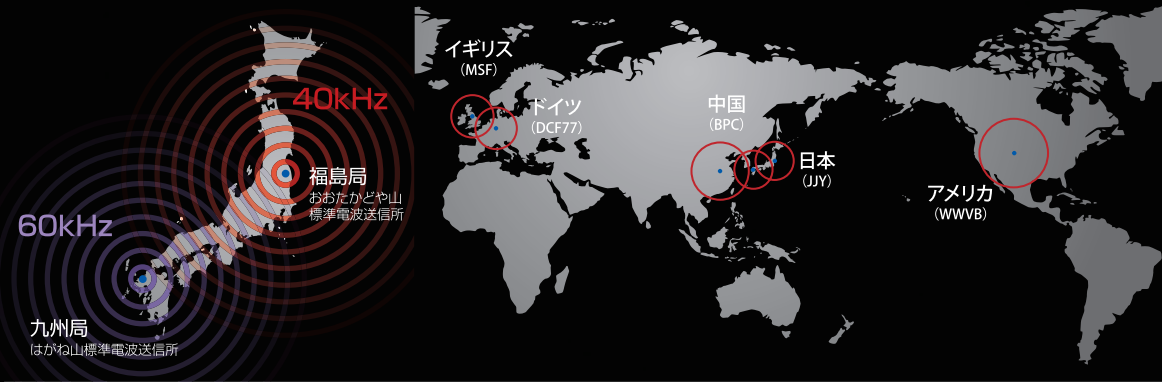 40kHz
福島局
おおたかどや山
標準電波送信所
60kHz
九州局
はがね山標準電波送信所
イギリス
(MSF)
ドイツ
(DCF77)
中国
(BPC)
日本
(JJY)
アメリカ
(WWVB)